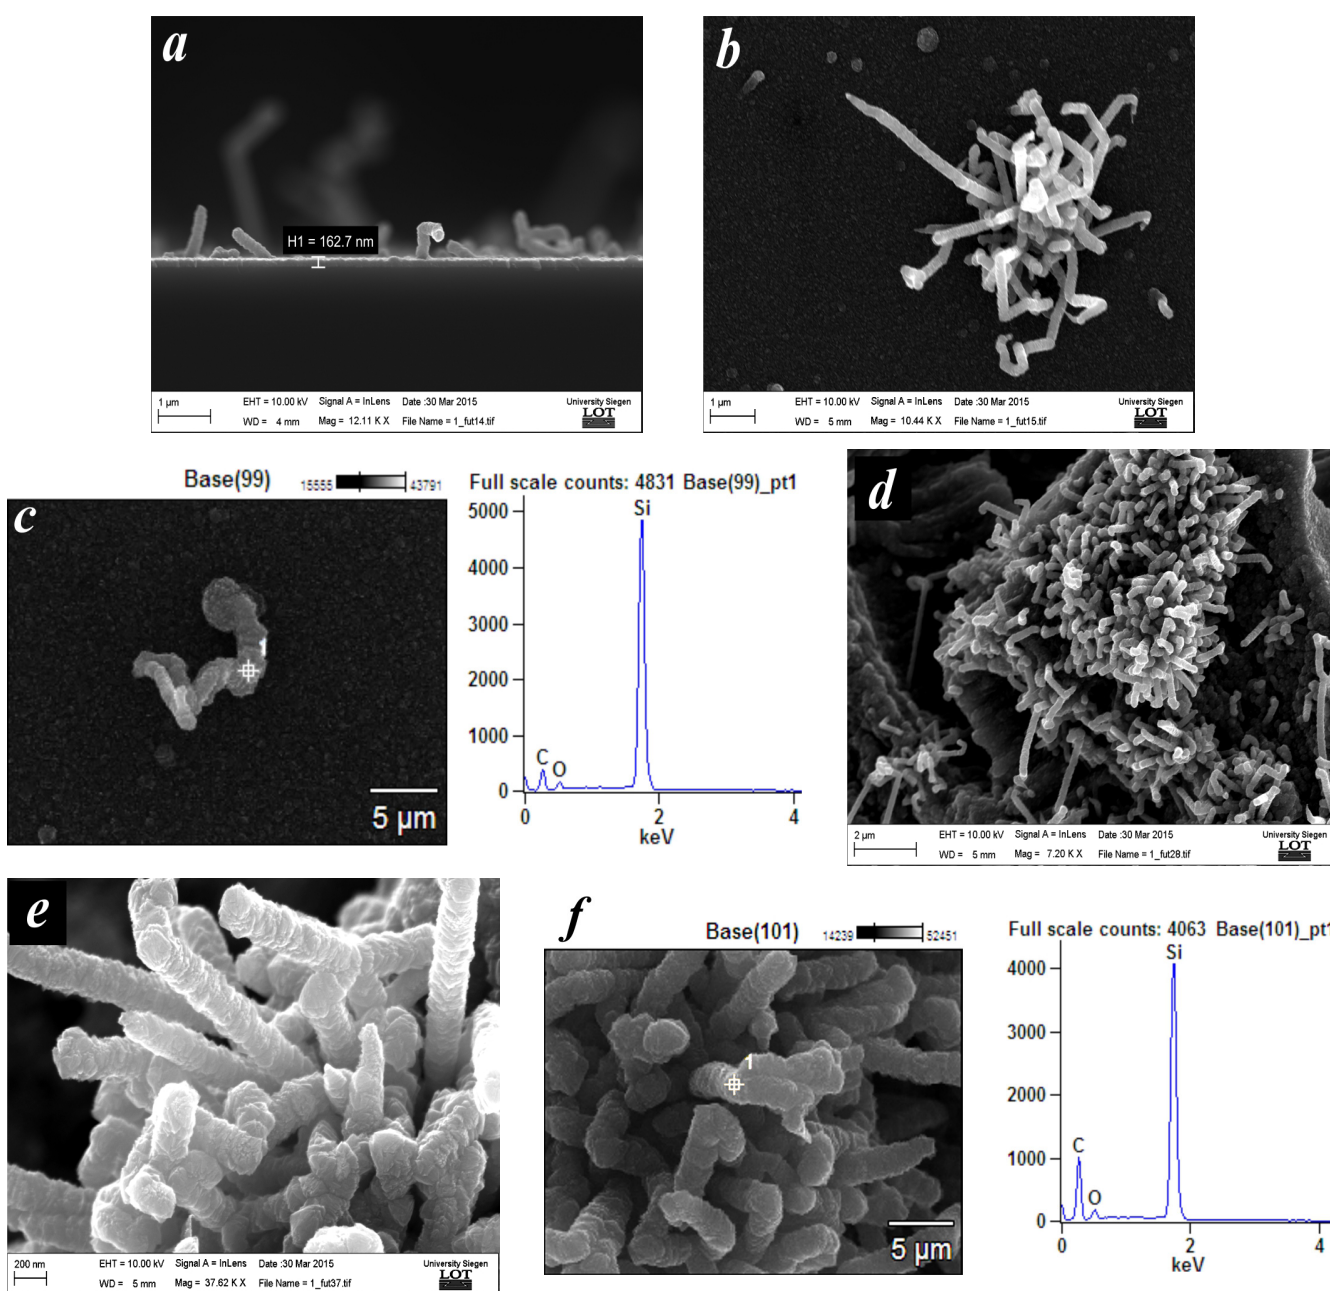 a
H1 = 162.7 nm
1 µm
EHT = 10.00 kV Signal A = InLens Date :30 Mar 2015
WD = 4 mm Mag = 12.11 K X File Name = 1_fut14.tif
University Siegen
LOT
b
1 µm
EHT = 10.00 kV Signal A = InLens Date :30 Mar 2015
WD = 5 mm Mag = 10.44 K X File Name = 1_fut15.tif
University Siegen
LOT
c
Base(99)
15555 43791
1
5 µm
Full scale counts: 4831 Base(99)_pt1
Si
5000
4000
3000
2000
1000
0
C
O
0 2 4
keV
d
2 µm
EHT = 10.00 kV Signal A = InLens Date :30 Mar 2015
WD = 5 mm Mag = 7.20 K X File Name = 1_fut28.tif
University Siegen
LOT
e
200 nm
EHT = 10.00 kV Signal A = InLens Date :30 Mar 2015
WD = 5 mm Mag = 37.62 K X File Name = 1_fut37.tif
University Siegen
LOT
f
Base(101)
14239 52451
1
5 µm
Full scale counts: 4063 Base(101)_pt1
Si
4000
3000
2000
1000
0
C
O
0 2 4
keV